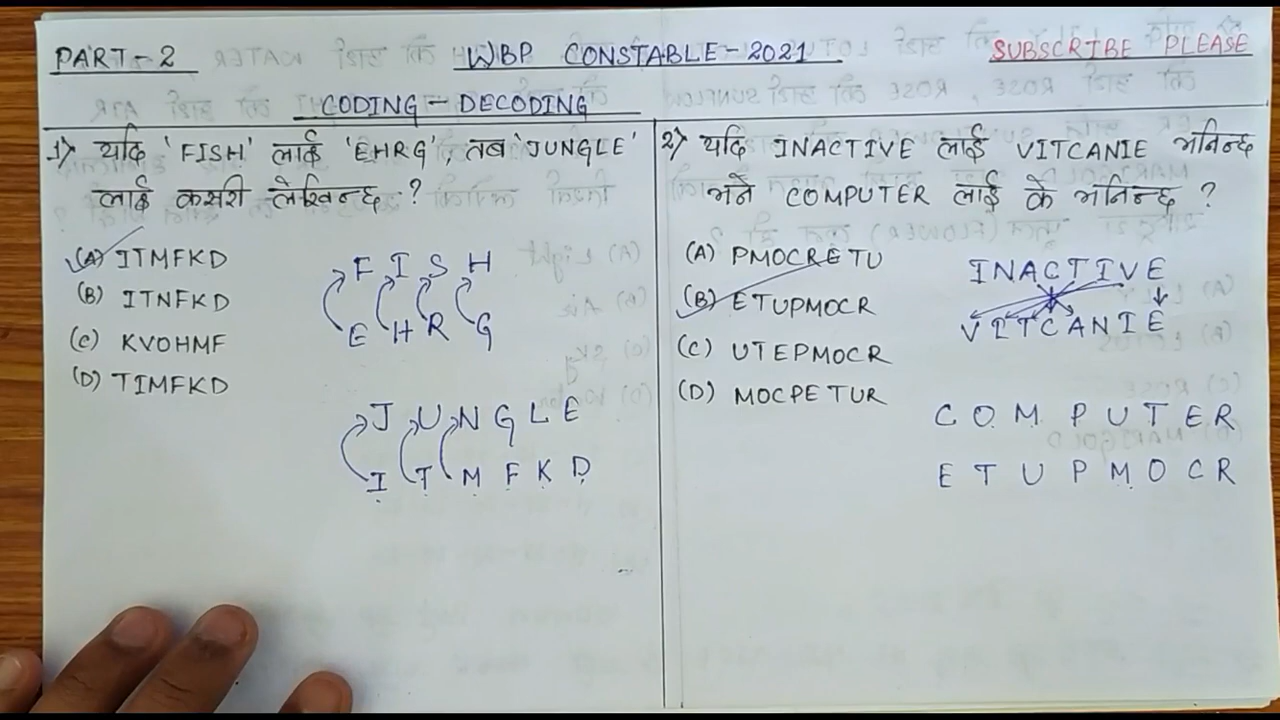 PART-2
WBP CONSTABLE-2021
SUBSCRIBE PLEASE
CODING - DECODING
1) यदि 'FISH' लाई 'EHRG', तब 'JUNGLE'
लाई कसरी लेखिन्छ ?
(A) ITMFKD
(B) ITNFKD
(C) KVOHMF
(D) TIMFKD
F I S H
E H R G
J U N G L E
I T M F K D
2) यदि INACTIVE लाई VITCANIE भनिन्छ
भने COMPUTER लाई के भनिन्छ ?
(A) PMOCRETU
(B) ETUPMOCR
(C) UTEPMOCR
(D) MOCPETUR
INACTIVE
VITCANIE
C O M P U T E R
E T U P M O C R